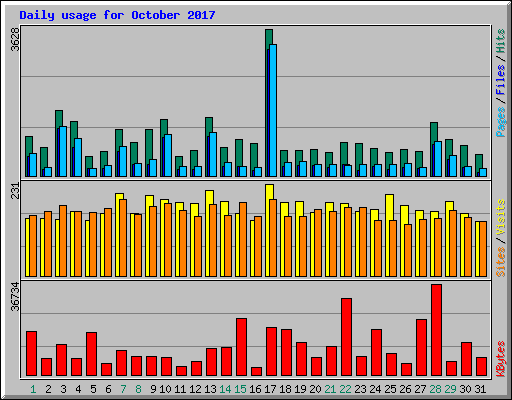 Daily usage for October 2017
3628
Pages / Files / Hits
231
Sites / Visits
36734
KBytes
1 2 3 4 5 6 7 8 9 10 11 12 13 14 15 16 17 18 19 20 21 22 23 24 25 26 27 28 29 30 31